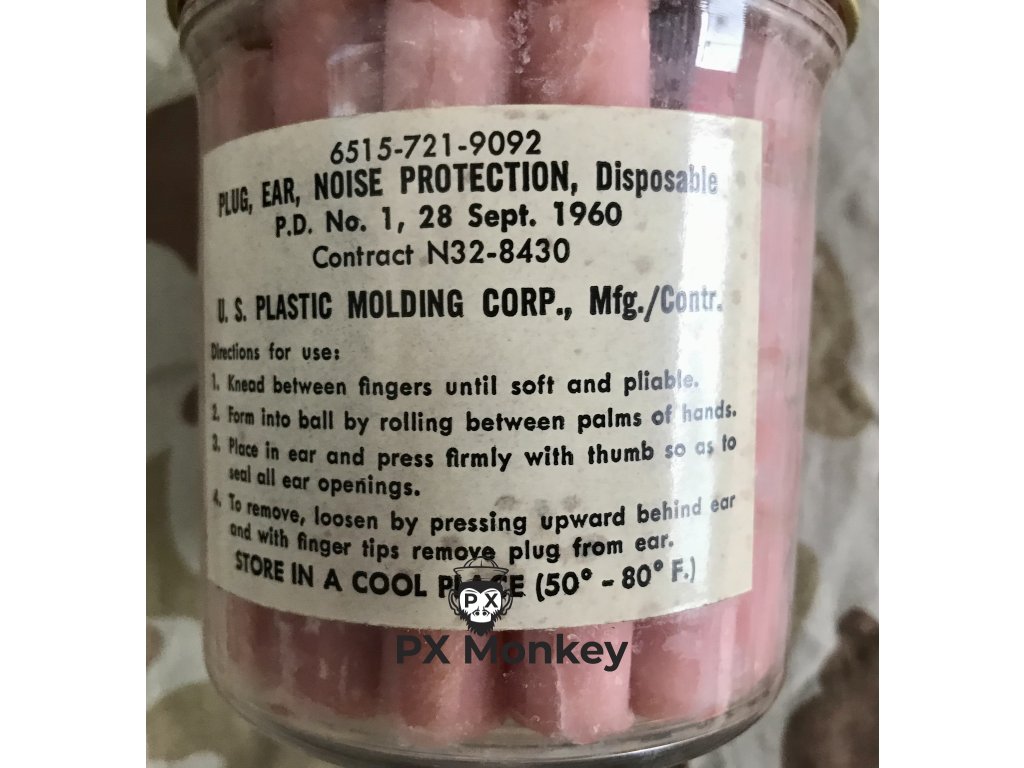 6515-721-9092
PLUG, EAR, NOISE PROTECTION, Disposable
P.D. No. 1, 28 Sept. 1960
Contract N32-8430
U. S. PLASTIC MOLDING CORP., Mfg./Contr.
Directions for use:
1. Knead between fingers until soft and pliable.
2. Form into ball by rolling between palms of hands.
3. Place in ear and press firmly with thumb so as to
seal all ear openings.
4. To remove, loosen by pressing upward behind ear
and with finger tips remove plug from ear.
STORE IN A COOL PLACE (50° - 80° F.)
PX
PX Monkey